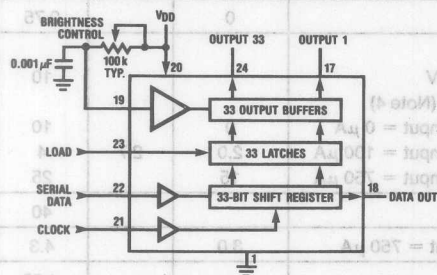 BRIGHTNESS
CONTROL
VDD
OUTPUT 33
OUTPUT 1
0.001 µF
100k
TYP.
20
24
17
19
33 OUTPUT BUFFERS
LOAD
23
33 LATCHES
SERIAL
DATA
22
33-BIT SHIFT REGISTER
18
DATA OUT
CLOCK
21
1